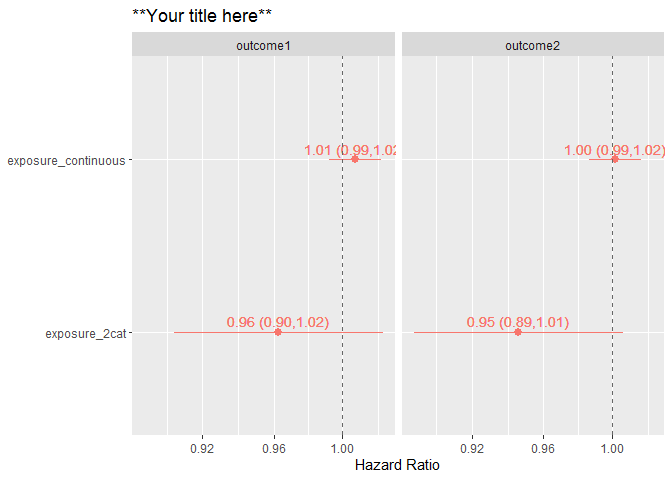 **Your title here**
outcome1 outcome2
exposure_continuous
1.01 (0.99,1.02 1.00 (0.99,1.02)
exposure_2cat
0.96 (0.90,1.02) 0.95 (0.89,1.01)
0.92 0.96 1.00 0.92 0.96 1.00
Hazard Ratio